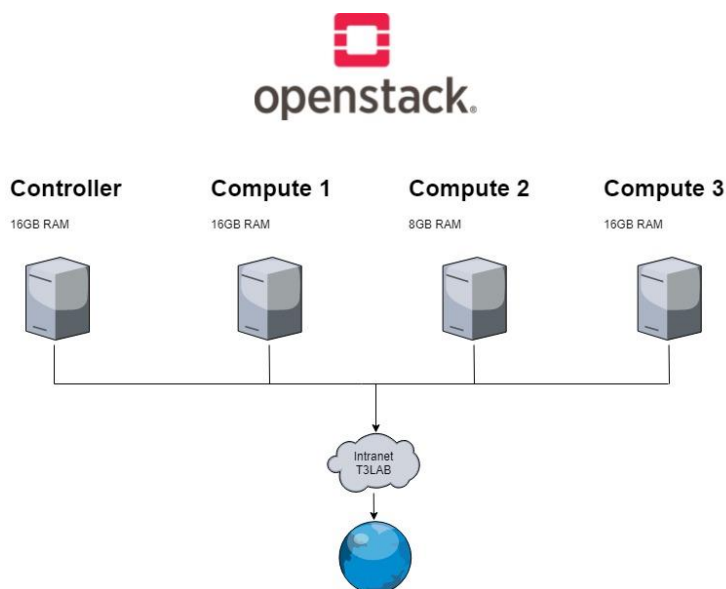 openstack.
Controller
Compute 1
Compute 2
Compute 3
16GB RAM
16GB RAM
8GB RAM
16GB RAM
Intranet
T3LAB